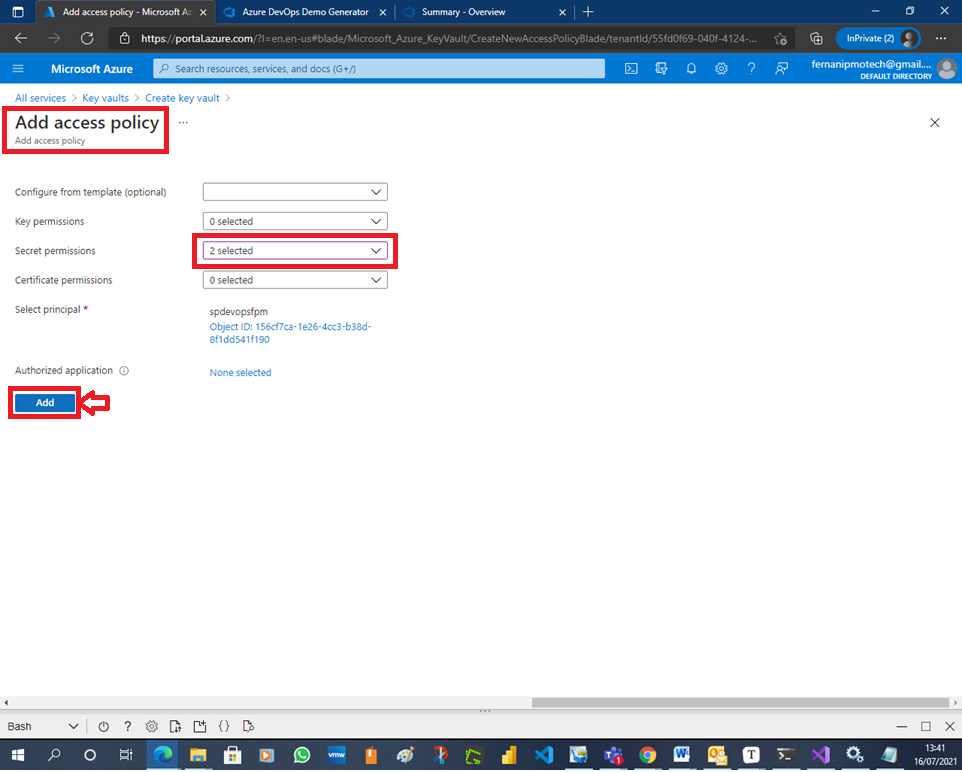 Add access policy - Microsoft Az
Azure DevOps Demo Generator
Summary - Overview
https://portal.azure.com/?l=en.en-us#blade/Microsoft_Azure_KeyVault/CreateNewAccessPolicyBlade/tenantId/55fd0f69-040f-4124-...
InPrivate (2)
Microsoft Azure
Search resources, services, and docs (G+/)
fernanipmotech@gmail....
DEFAULT DIRECTORY
All services > Key vaults > Create key vault >
Add access policy ...
Add access policy
Configure from template (optional)
Key permissions
0 selected
Secret permissions
2 selected
Certificate permissions
0 selected
Select principal *
spdevopsfpm
Object ID: 156cf7ca-1e26-4cc3-b38d-
8f1dd541f190
Authorized application
None selected
Add
Bash
vmw
1
T
13:41
16/07/2021